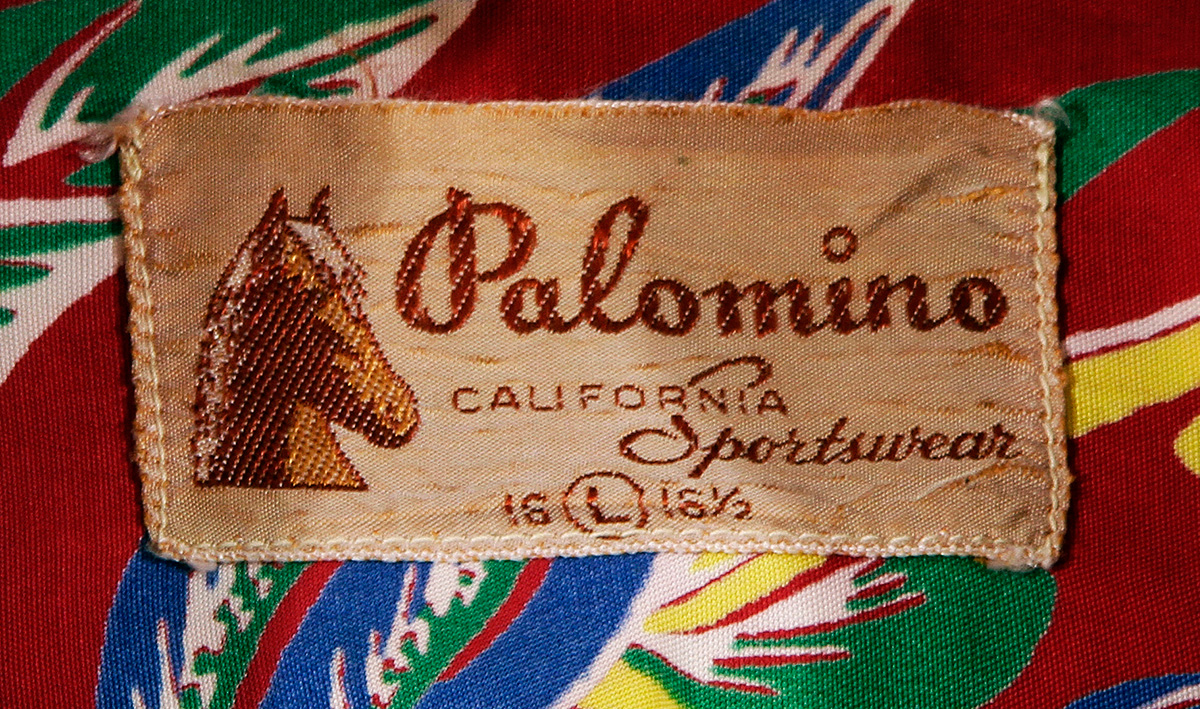 Palomino
CALIFORNIA
Sportswear
16 L 16½